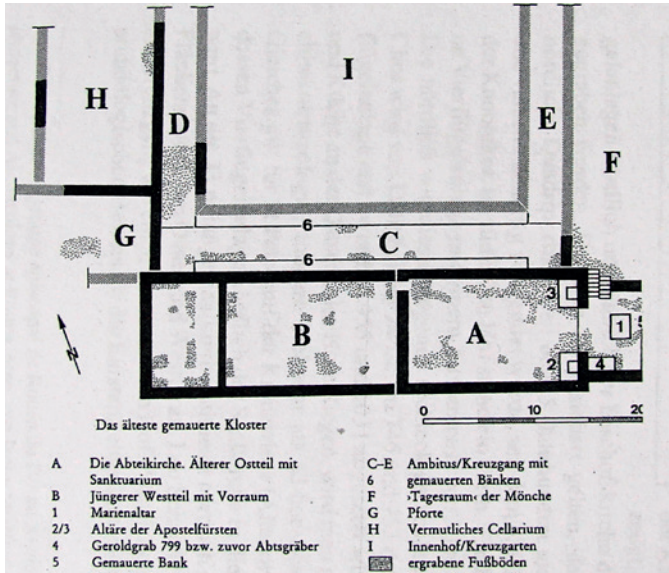 I
H
D
E
F
6
G
C
6
3
B
A
1
5
2
4
N
0 10 20
Das älteste gemauerte Kloster
A Die Abteikirche. Älterer Ostteil mit
Sanktuarium
B Jüngerer Westteil mit Vorraum
1 Marienaltar
2/3 Altäre der Apostelfürsten
4 Geroldgrab 799 bzw. zuvor Abtsgräber
5 Gemauerte Bank
C–E Ambitus/Kreuzgang mit
6 gemauerten Bänken
F ›Tagesraum‹ der Mönche
G Pforte
H Vermutliches Cellarium
I Innenhof/Kreuzgarten
ergrabene Fußböden